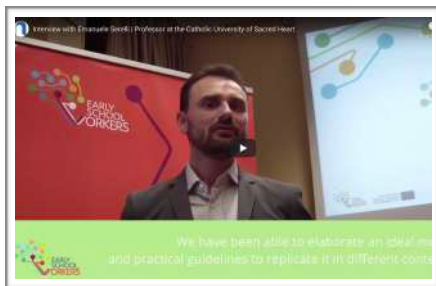 Interview with Emanuele Serelli | Professor at the Catholic University of Sacred Heart
EARLY
SCHOOL
WORKERS
We have been able to elaborate an ideal
and practical guidelines to replicate it in different
EARLY
SCHOOL
WORKERS